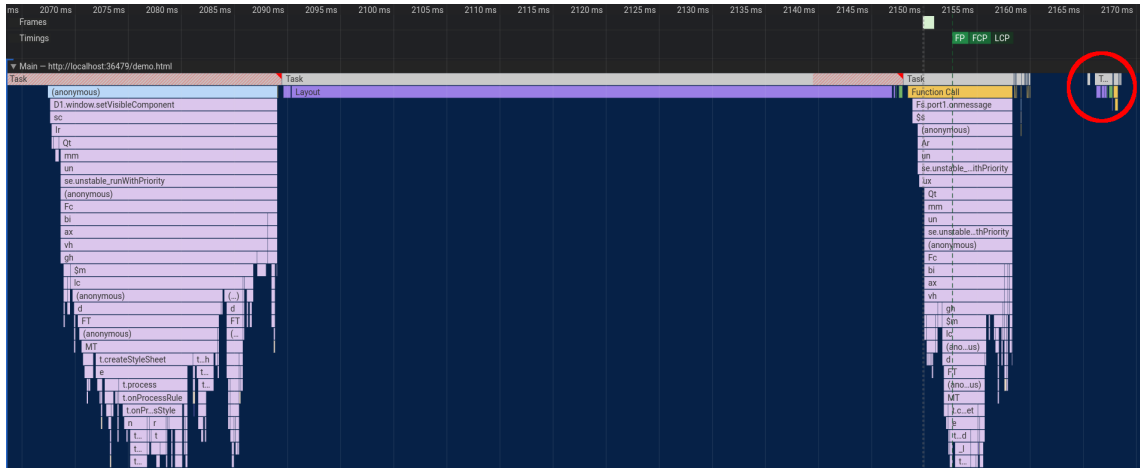 ms 2070 ms 2075 ms 2080 ms 2085 ms 2090 ms 2095 ms 2100 ms 2105 ms 2110 ms 2115 ms 2120 ms 2125 ms 2130 ms 2135 ms 2140 ms 2145 ms 2150 ms 2155 ms 2160 ms 2165 ms 2170 ms
Frames
Timings FP FCP LCP
Main — http://localhost:36479/demo.html
Task Task Task T...
(anonymous) Layout Function Call
D1.window.setVisibleComponent Fs.port1.onmessage
sc $s
lr (anonymous)
Qt Ar
mm un
un se.unstable_...ithPriority
se.unstable_runWithPriority ux
(anonymous) Qt
Fc mm
bi un
ax se.unstable...thPriority
vh (anonymous)
gh Fc
$m bi
lc ax
(anonymous) (...) vh
d d gh
FT FT $m
(anonymous) (... lc
MT (ano...us)
t.createStyleSheet t...h d
e t... FT
t.process t... (ano...us)
t.onProcessRule MT
t.onPr...sStyle t.c...et
n r e
t... t t...d
t... _l
t... t...